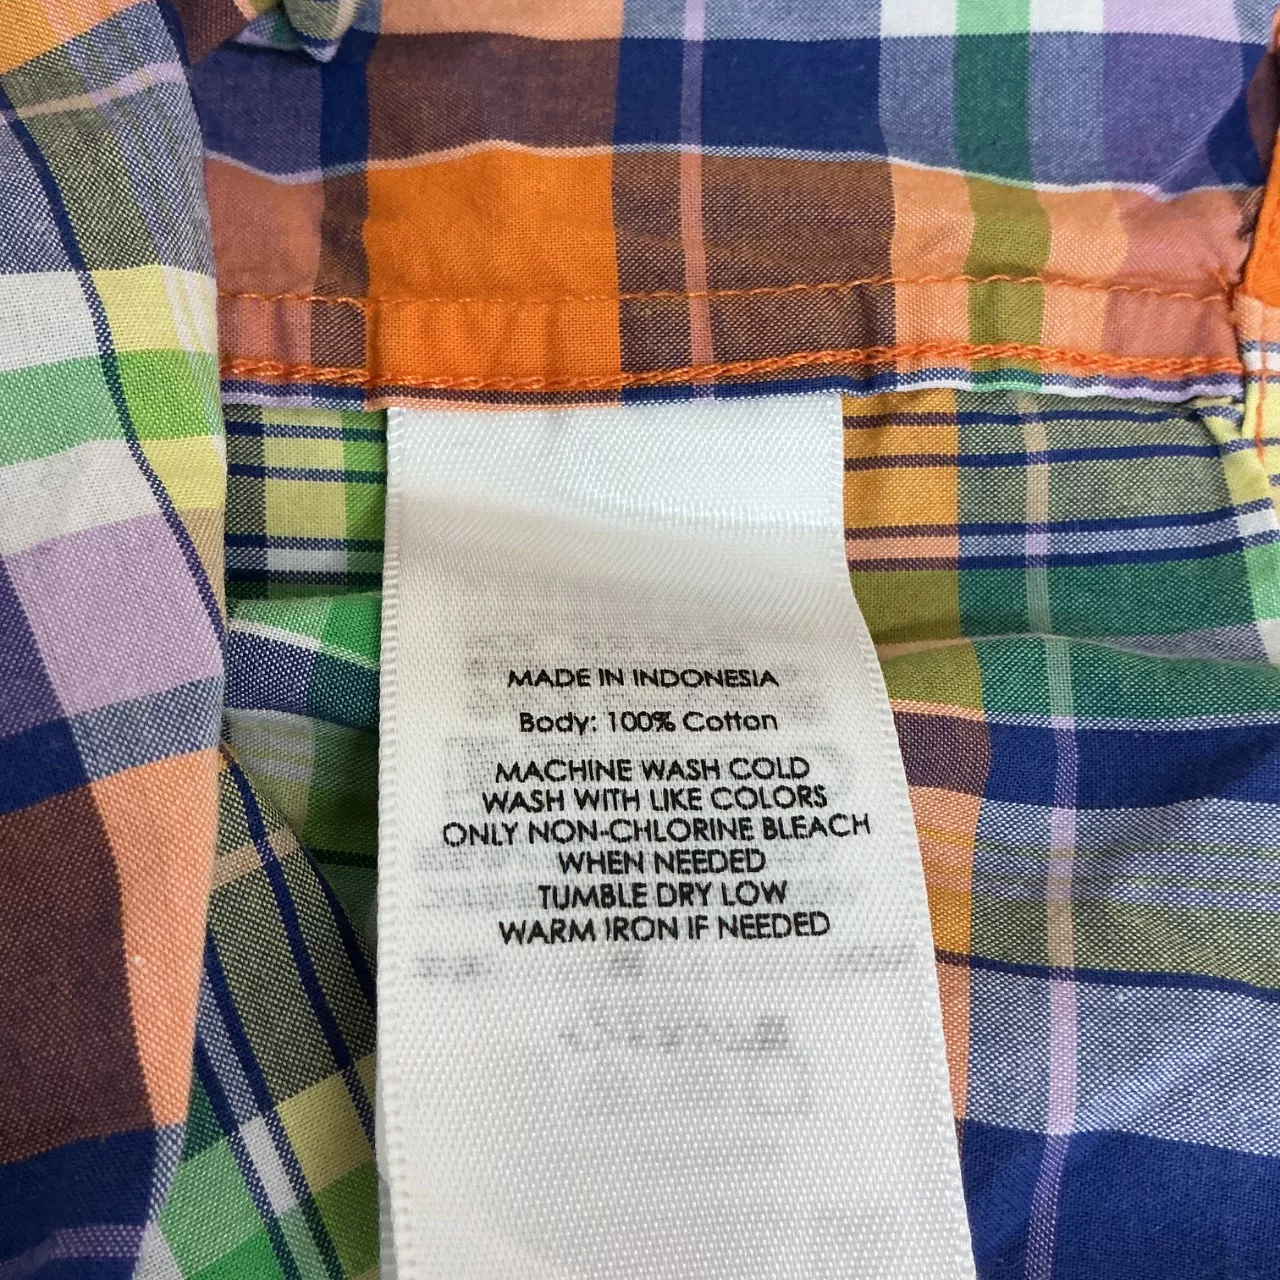 MADE IN INDONESIA
Body: 100% Cotton
MACHINE WASH COLD
WASH WITH LIKE COLORS
ONLY NON-CHLORINE BLEACH
WHEN NEEDED
TUMBLE DRY LOW
WARM IRON IF NEEDED